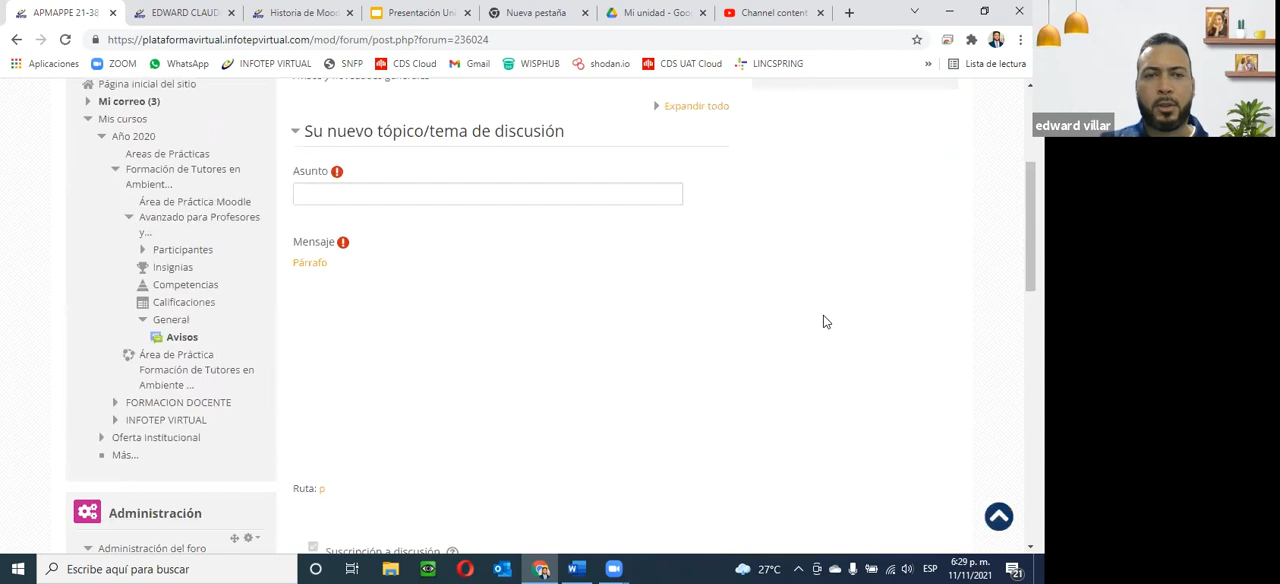 APMAPPE 21-38
EDWARD CLAUD
Historia de Mood
Presentación Uni
Nueva pestaña
Mi unidad - Goo
Channel content
https://plataformavirtual.infotepvirtual.com/mod/forum/post.php?forum=236024
Aplicaciones
ZOOM
WhatsApp
INFOTEP VIRTUAL
SNFP
CDS Cloud
Gmail
WISPHUB
shodan.io
CDS UAT Cloud
LINCSPRING
»
Lista de lectura
edward villar
Página inicial del sitio
Mi correo (3)
Mis cursos
Año 2020
Areas de Prácticas
Formación de Tutores en
Ambient...
Área de Práctica Moodle
Avanzado para Profesores
y...
Participantes
Insignias
Competencias
Calificaciones
General
Avisos
Área de Práctica
Formación de Tutores en
Ambiente ...
FORMACION DOCENTE
INFOTEP VIRTUAL
Oferta Institucional
Más...
Administración
Administración del foro
Expandir todo
Su nuevo tópico/tema de discusión
Asunto
Mensaje
Párrafo
Ruta: p
Suscripción a discusión
Escribe aquí para buscar
27°C
ESP
6:29 p. m.
11/11/2021
21